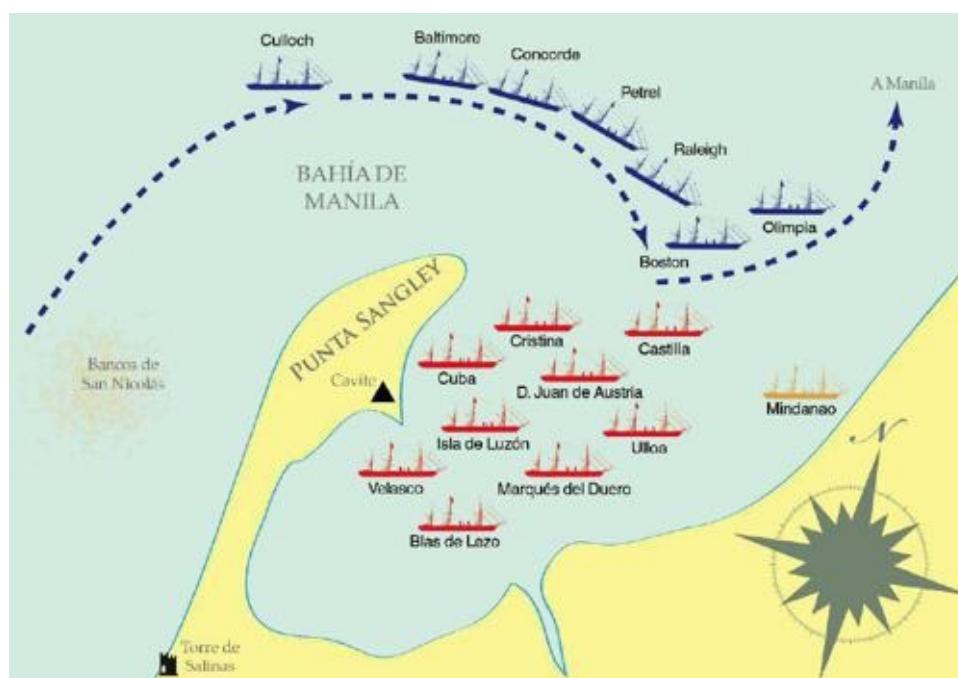 Culloch
Baltimore
Concorde
Petrel
Raleigh
A Manila
Olimpia
Boston
BAHÍA DE
MANILA
PUNTA SANGLEY
Cavite
Bancos de
San Nicolás
Cristina
Castilla
Cuba
D. Juan de Austria
Mindanao
Isla de Luzón
Ulloa
Velasco
Marqués del Duero
Blas de Lezo
N
Torre de
Salinas